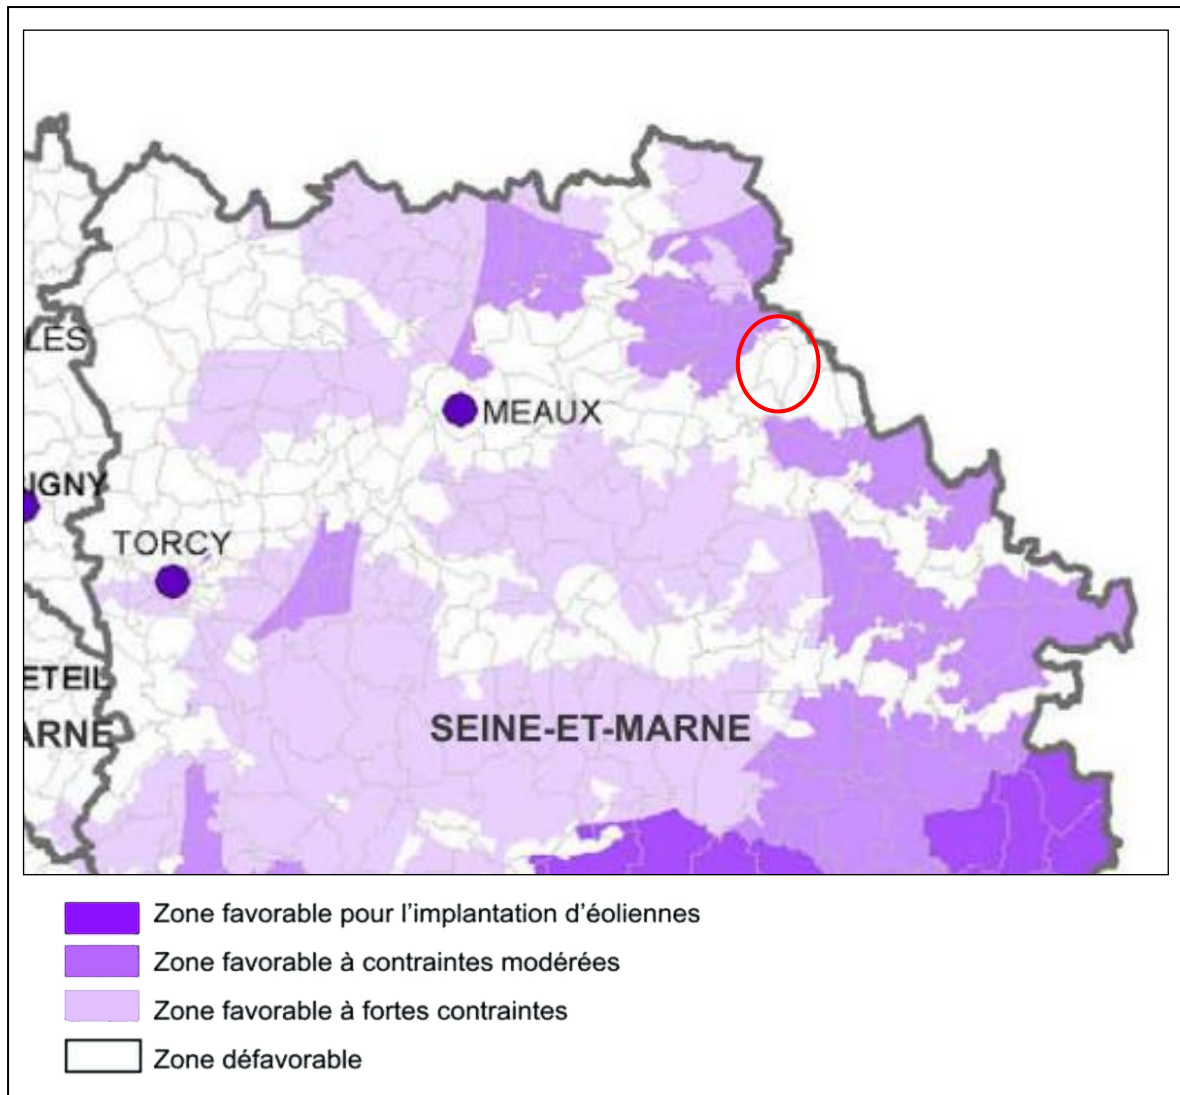 LES
MEAUX
IGNY
TORCY
ETEIL
SEINE-ET-MARNE
ARNE
Zone favorable pour l'implantation d'éoliennes
Zone favorable à contraintes modérées
Zone favorable à fortes contraintes
Zone défavorable